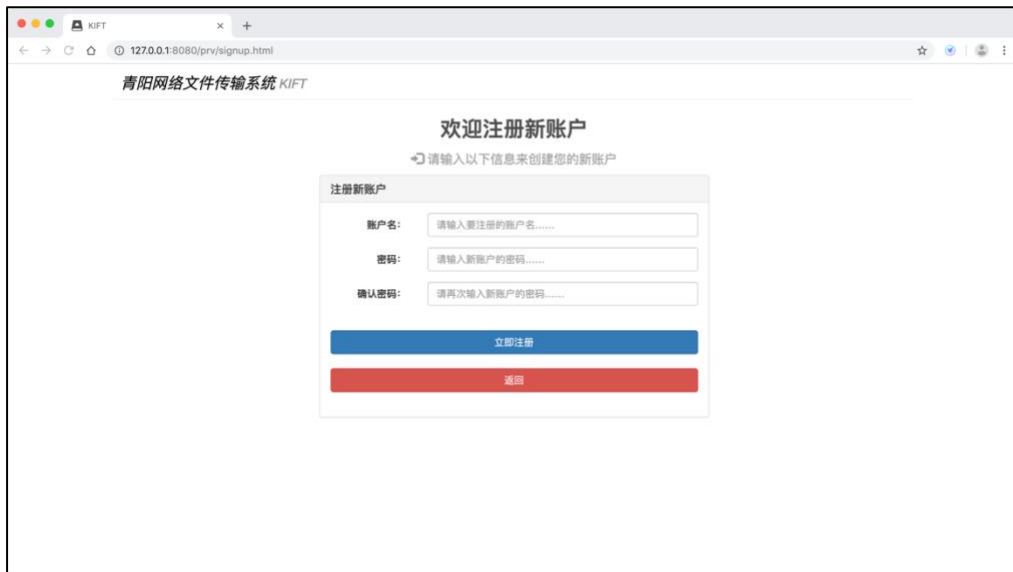 KIFT
127.0.0.1:8080/prv/signup.html
青阳网络文件传输系统 KIFT
欢迎注册新账户
请输入以下信息来创建您的新账户
注册新账户
账户名: 请输入要注册的账户名......
密码: 请输入新账户的密码......
确认密码: 请再次输入新账户的密码......
立即注册
返回